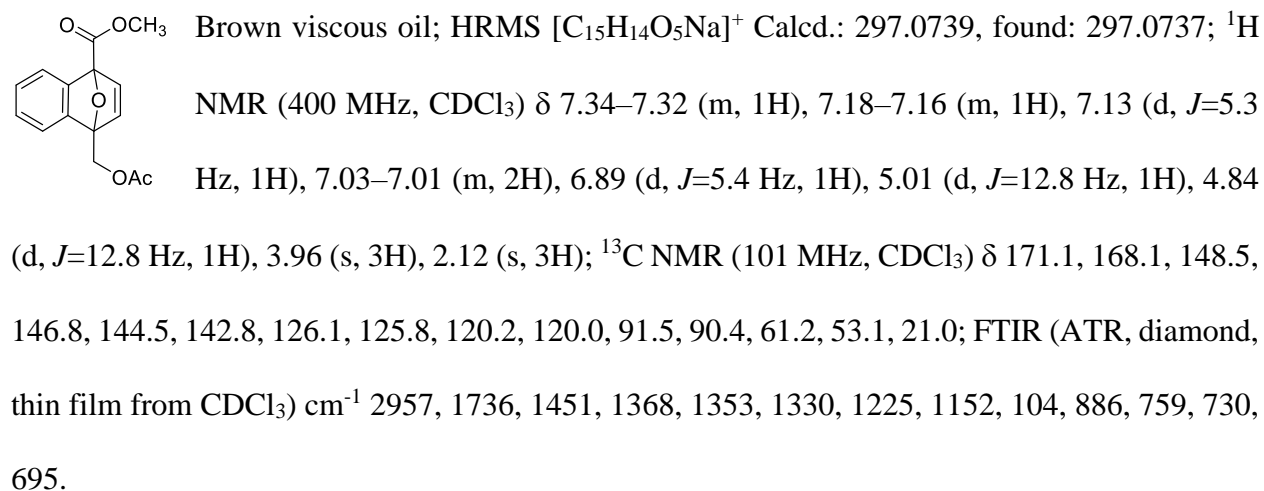 O OCH₃
O
OAc
Brown viscous oil; HRMS [C₁₅H₁₄O₅Na]⁺ Calcd.: 297.0739, found: 297.0737; ¹H
NMR (400 MHz, CDCl₃) δ 7.34–7.32 (m, 1H), 7.18–7.16 (m, 1H), 7.13 (d, J=5.3
Hz, 1H), 7.03–7.01 (m, 2H), 6.89 (d, J=5.4 Hz, 1H), 5.01 (d, J=12.8 Hz, 1H), 4.84
(d, J=12.8 Hz, 1H), 3.96 (s, 3H), 2.12 (s, 3H); ¹³C NMR (101 MHz, CDCl₃) δ 171.1, 168.1, 148.5,
146.8, 144.5, 142.8, 126.1, 125.8, 120.2, 120.0, 91.5, 90.4, 61.2, 53.1, 21.0; FTIR (ATR, diamond,
thin film from CDCl₃) cm⁻¹ 2957, 1736, 1451, 1368, 1353, 1330, 1225, 1152, 104, 886, 759, 730,
695.